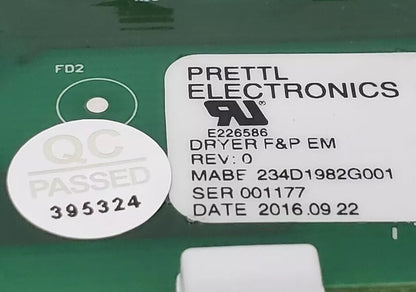 FD2
PRETTL
ELECTRONICS
E226586
DRYER F&P EM
REV: 0
MABE 234D1982G001
SER 001177
DATE 2016.09 22
QC
PASSED
395324